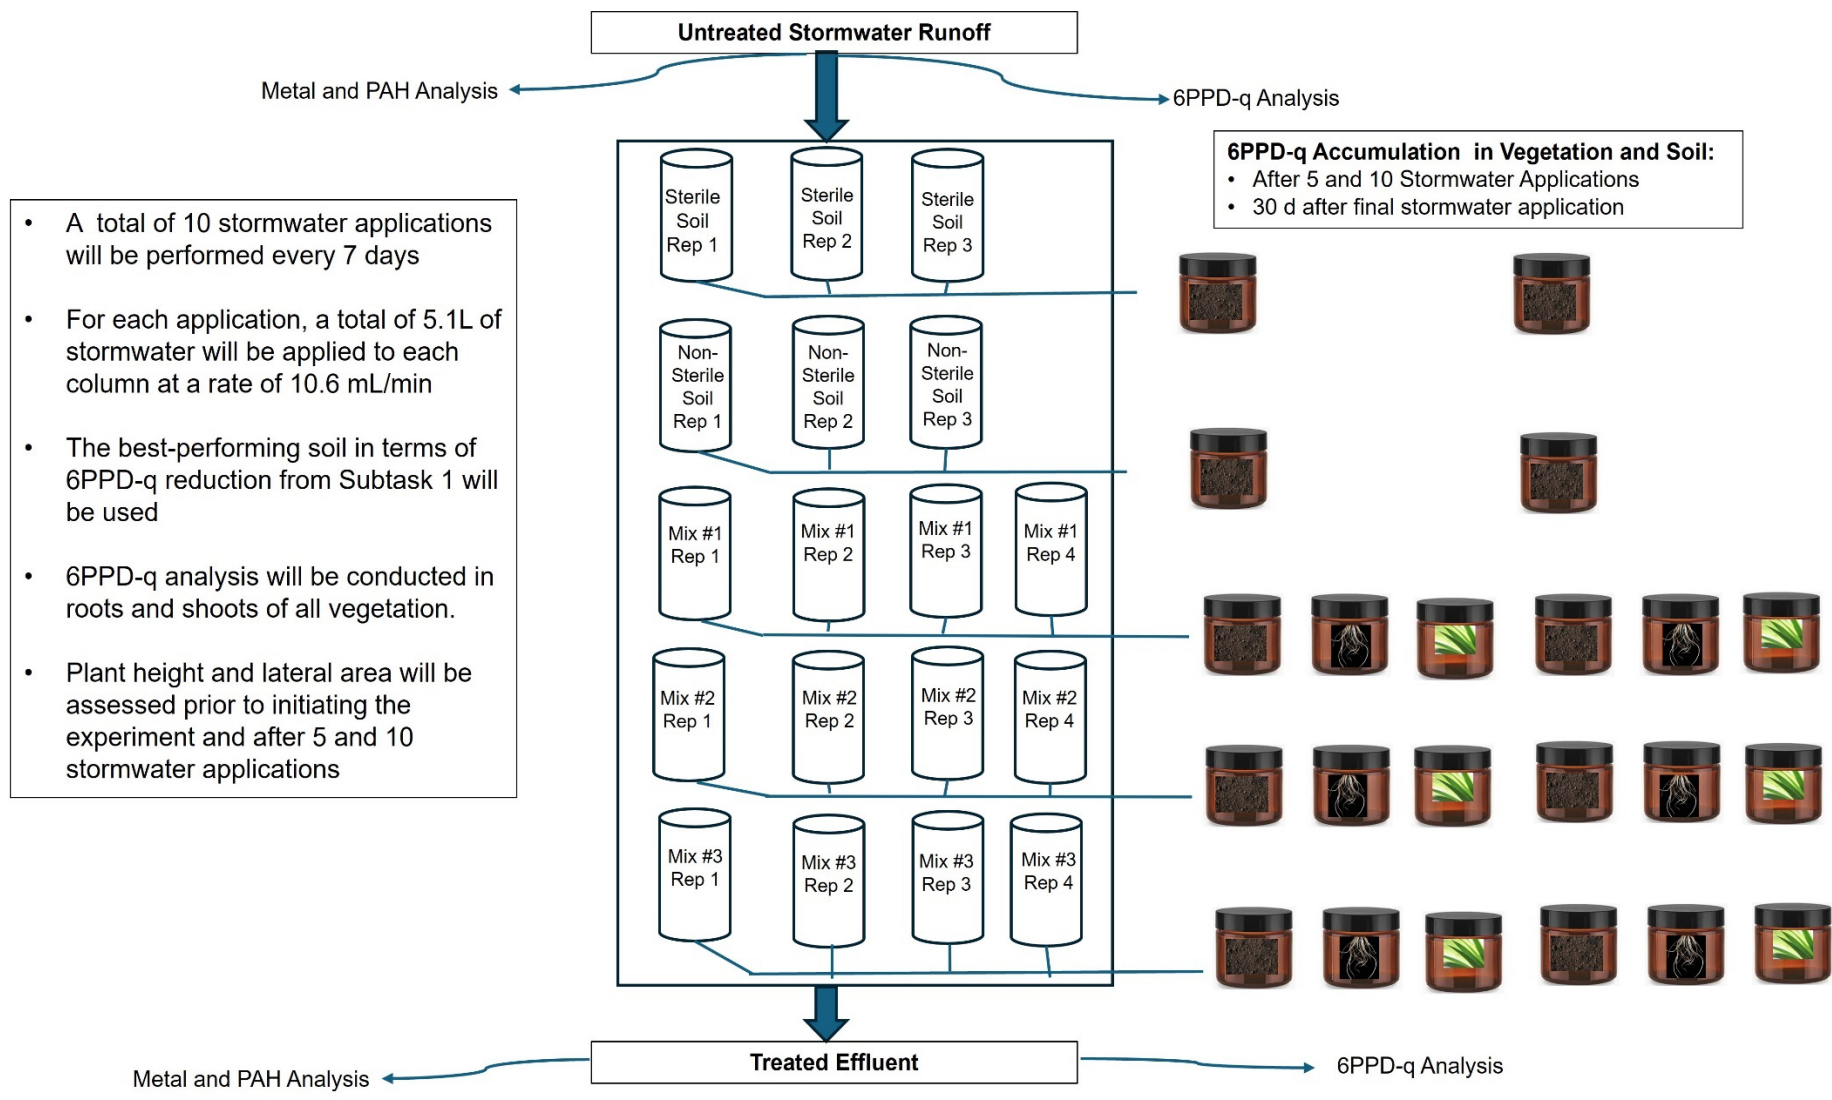 Untreated Stormwater Runoff
Metal and PAH Analysis
6PPD-q Analysis
6PPD-q Accumulation in Vegetation and Soil:
• After 5 and 10 Stormwater Applications
• 30 d after final stormwater application
• A total of 10 stormwater applications
will be performed every 7 days
• For each application, a total of 5.1L of
stormwater will be applied to each
column at a rate of 10.6 mL/min
• The best-performing soil in terms of
6PPD-q reduction from Subtask 1 will
be used
• 6PPD-q analysis will be conducted in
roots and shoots of all vegetation.
• Plant height and lateral area will be
assessed prior to initiating the
experiment and after 5 and 10
stormwater applications
Sterile
Soil
Rep 1
Sterile
Soil
Rep 2
Sterile
Soil
Rep 3
Non-
Sterile
Soil
Rep 1
Non-
Sterile
Soil
Rep 2
Non-
Sterile
Soil
Rep 3
Mix #1
Rep 1
Mix #1
Rep 2
Mix #1
Rep 3
Mix #1
Rep 4
Mix #2
Rep 1
Mix #2
Rep 2
Mix #2
Rep 3
Mix #2
Rep 4
Mix #3
Rep 1
Mix #3
Rep 2
Mix #3
Rep 3
Mix #3
Rep 4
Treated Effluent
Metal and PAH Analysis
6PPD-q Analysis